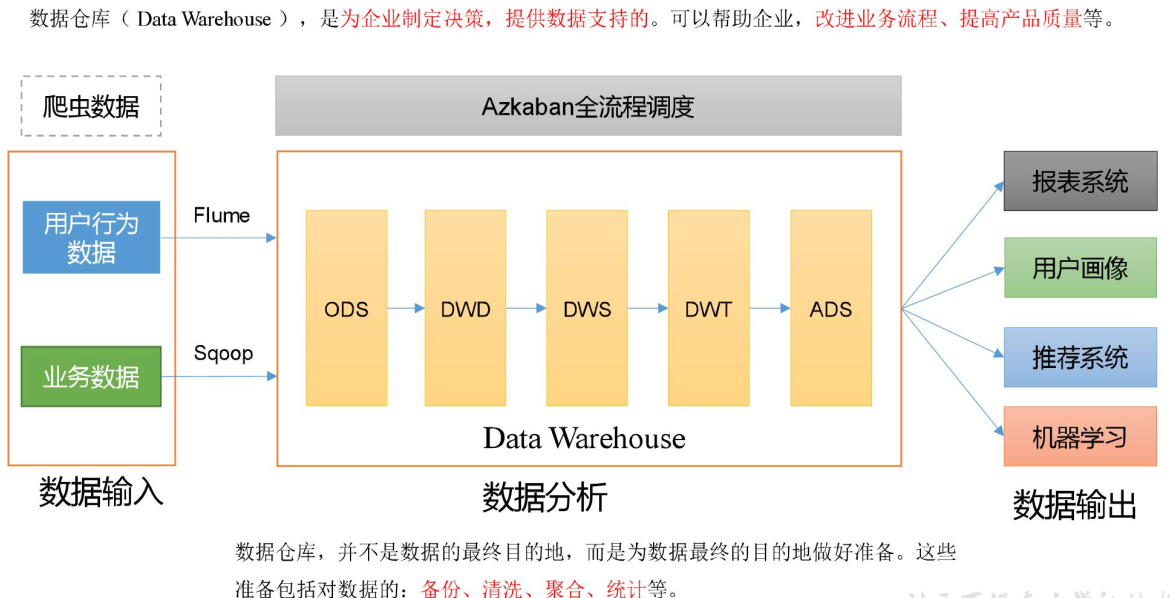 数据仓库（ Data Warehouse ），是为企业制定决策，提供数据支持的。可以帮助企业，改进业务流程、提高产品质量等。
爬虫数据
Azkaban全流程调度
用户行为
数据
Flume
业务数据
Sqoop
数据输入
ODS
DWD
DWS
DWT
ADS
Data Warehouse
数据分析
报表系统
用户画像
推荐系统
机器学习
数据输出
数据仓库，并不是数据的最终目的地，而是为数据最终的目的地做好准备。这些
准备包括对数据的：备份、清洗、聚合、统计等。